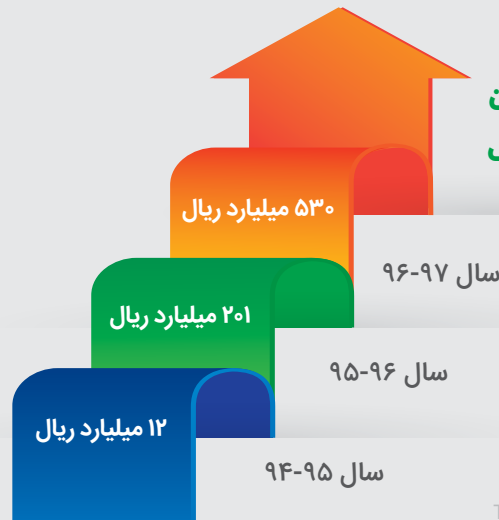 ۵۳۰ میلیارد ریال
سال ۹۷-۹۶
۲۰۱ میلیارد ریال
سال ۹۶-۹۵
۱۲ میلیارد ریال
سال ۹۵-۹۴